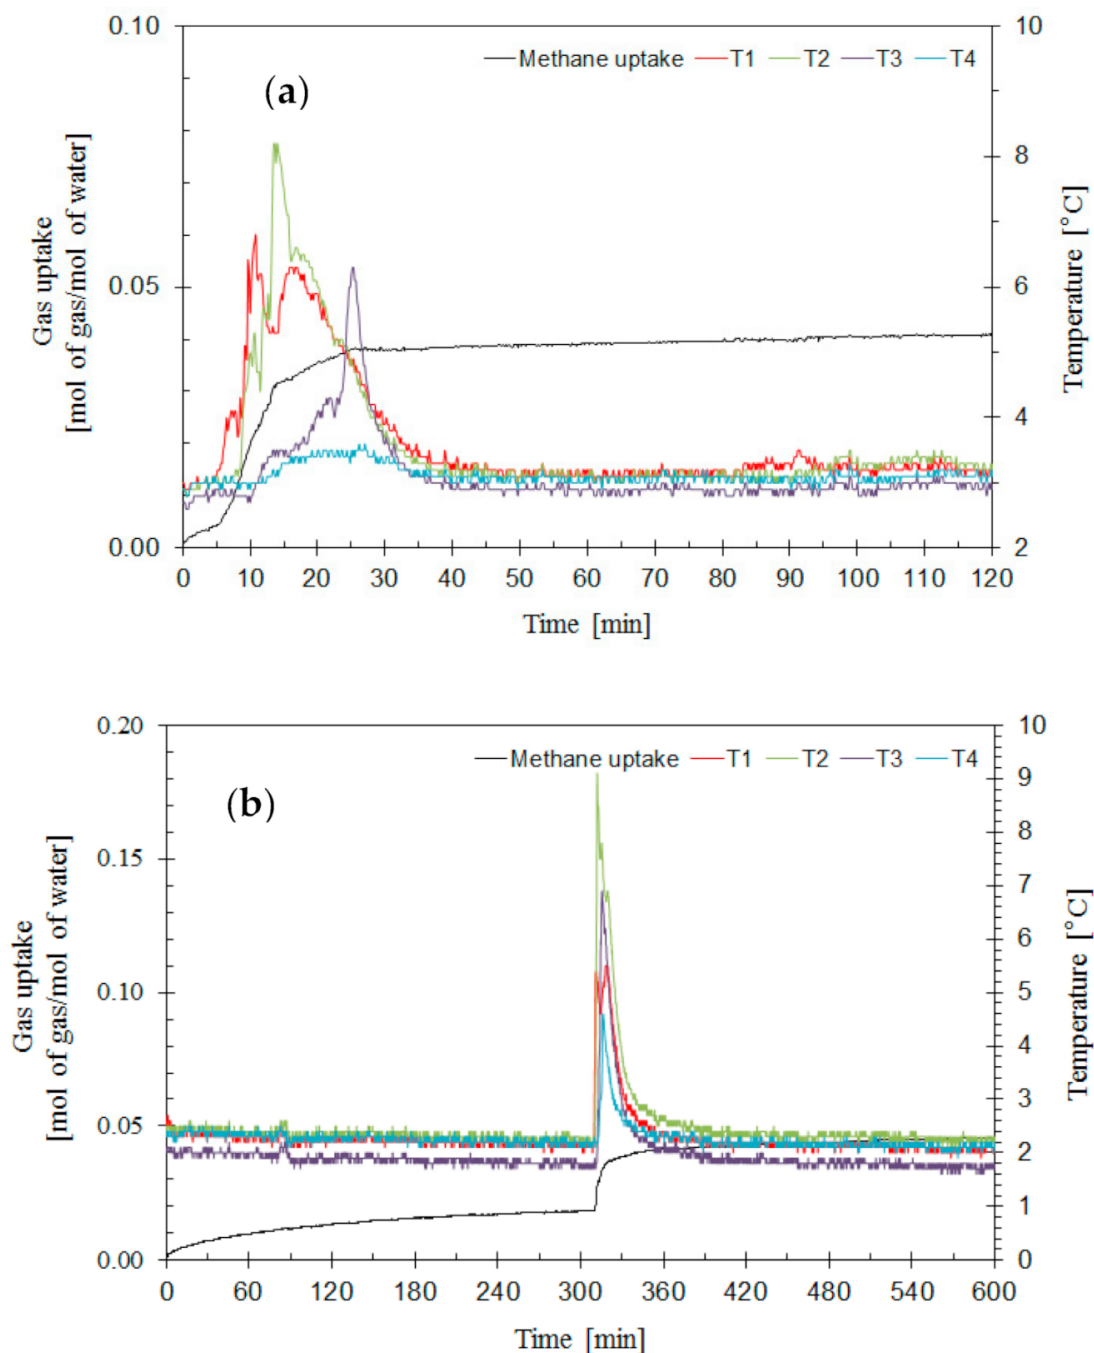 (a)
Methane uptake T1 T2 T3 T4
Gas uptake
[mol of gas/mol of water]
0.10
0.05
0.00
10
8
6
4
2
Temperature [°C]
0 10 20 30 40 50 60 70 80 90 100 110 120
Time [min]
(b)
Methane uptake T1 T2 T3 T4
Gas uptake
[mol of gas/mol of water]
0.20
0.15
0.10
0.05
0.00
10
9
8
7
6
5
4
3
2
1
0
Temperature [°C]
0 60 120 180 240 300 360 420 480 540 600
Time [min]